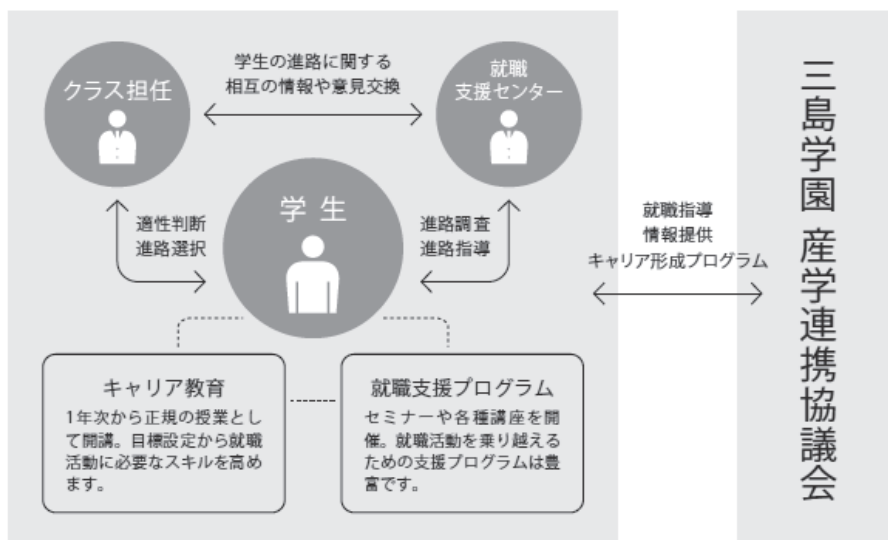 クラス担任
学生の進路に関する
相互の情報や意見交換
就職
支援センター
学 生
適性判断
進路選択
進路調査
進路指導
キャリア教育
1年次から正規の授業とし
て開講。目標設定から就職
活動に必要なスキルを高め
ます。
就職支援プログラム
セミナーや各種講座を開
催。就職活動を乗り越える
ための支援プログラムは豊
富です。
就職指導
情報提供
キャリア形成プログラム
三島学園 産学連携協議会